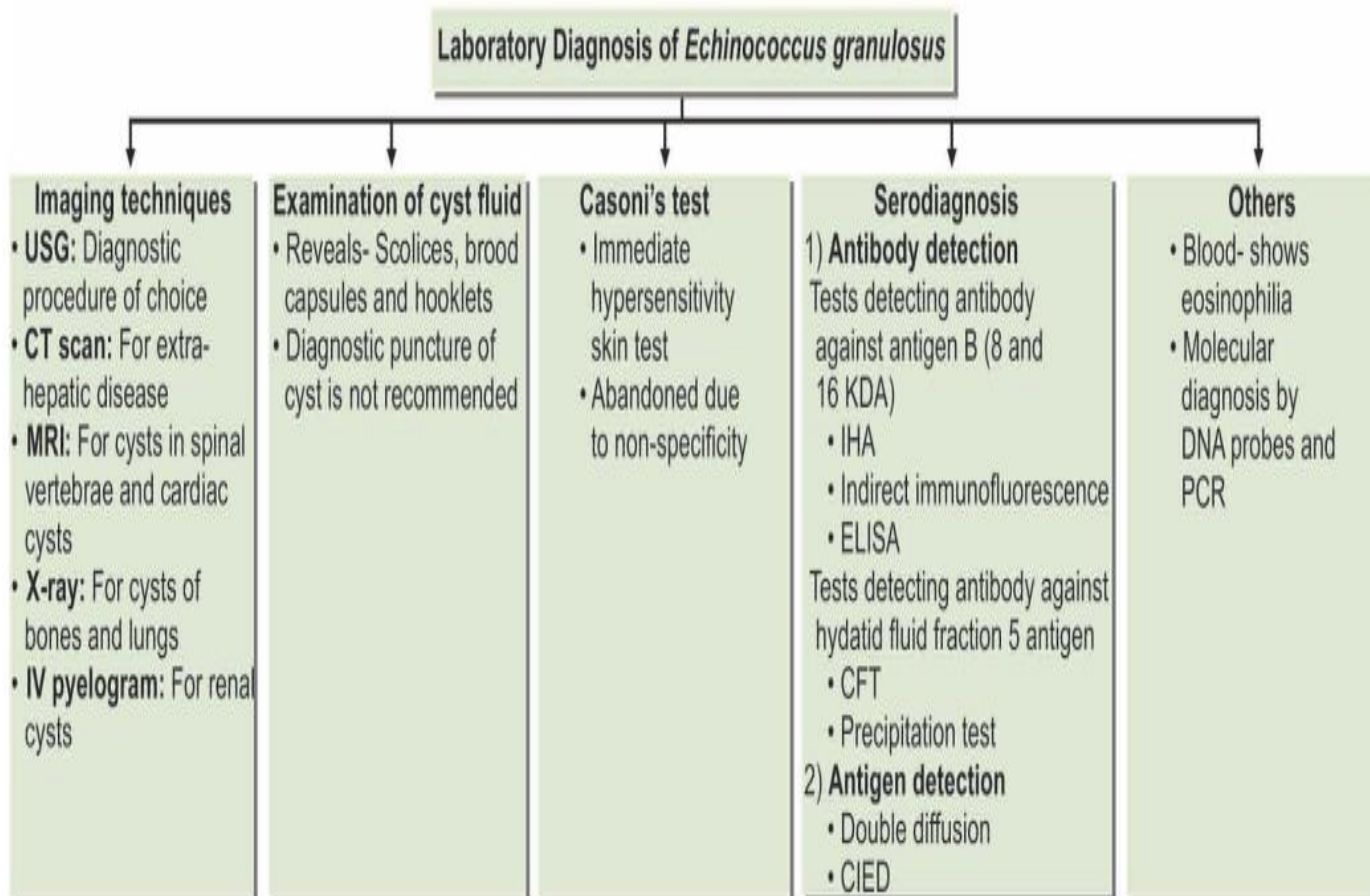 Laboratory Diagnosis of Echinococcus granulosus
Imaging techniques
• USG: Diagnostic
procedure of choice
• CT scan: For extra-
hepatic disease
• MRI: For cysts in spinal
vertebrae and cardiac
cysts
• X-ray: For cysts of
bones and lungs
• IV pyelogram: For renal
cysts
Examination of cyst fluid
• Reveals- Scolices, brood
capsules and hooklets
• Diagnostic puncture of
cyst is not recommended
Casoni's test
• Immediate
hypersensitivity
skin test
• Abandoned due
to non-specificity
Serodiagnosis
1) Antibody detection
Tests detecting antibody
against antigen B (8 and
16 KDA)
• IHA
• Indirect immunofluorescence
• ELISA
Tests detecting antibody against
hydatid fluid fraction 5 antigen
• CFT
• Precipitation test
2) Antigen detection
• Double diffusion
• CIED
Others
• Blood- shows
eosinophilia
• Molecular
diagnosis by
DNA probes and
PCR